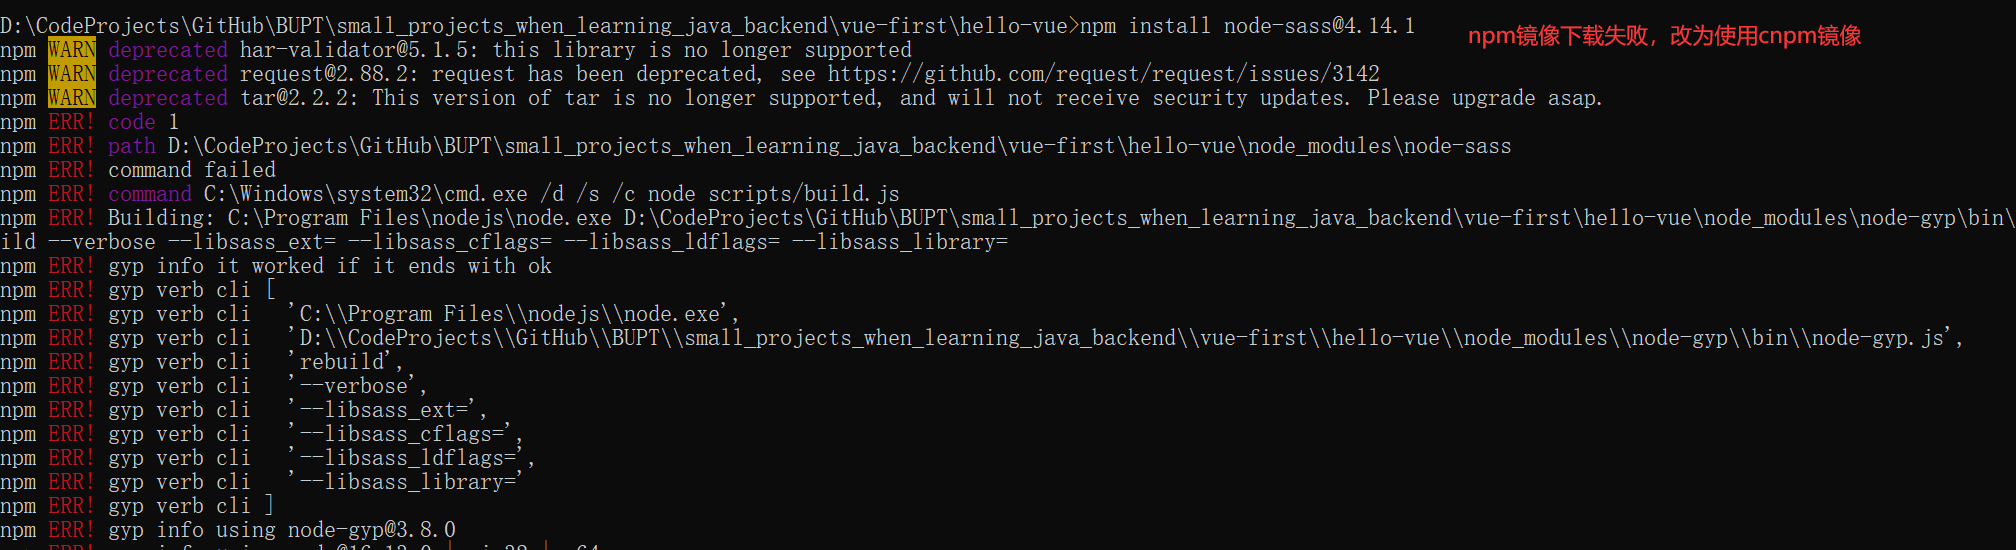 D:\CodeProjects\GitHub\BUPT\small_projects_when_learning_java_backend\vue-first\hello-vue>npm install node-sass@4.14.1
npm镜像下载失败，改为使用cnpm镜像
npm WARN deprecated har-validator@5.1.5: this library is no longer supported
npm WARN deprecated request@2.88.2: request has been deprecated, see https://github.com/request/request/issues/3142
npm WARN deprecated tar@2.2.2: This version of tar is no longer supported, and will not receive security updates. Please upgrade asap.
npm ERR! code 1
npm ERR! path D:\CodeProjects\GitHub\BUPT\small_projects_when_learning_java_backend\vue-first\hello-vue\node_modules\node-sass
npm ERR! command failed
npm ERR! command C:\Windows\system32\cmd.exe /d /s /c node scripts/build.js
npm ERR! Building: C:\Program Files\nodejs\node.exe D:\CodeProjects\GitHub\BUPT\small_projects_when_learning_java_backend\vue-first\hello-vue\node_modules\node-gyp\bin\
ild --verbose --libsass_ext= --libsass_cflags= --libsass_ldflags= --libsass_library=
npm ERR! gyp info it worked if it ends with ok
npm ERR! gyp verb cli [
npm ERR! gyp verb cli   'C:\\Program Files\\nodejs\\node.exe',
npm ERR! gyp verb cli   'D:\\CodeProjects\\GitHub\\BUPT\\small_projects_when_learning_java_backend\\vue-first\\hello-vue\\node_modules\\node-gyp\\bin\\node-gyp.js',
npm ERR! gyp verb cli   'rebuild',
npm ERR! gyp verb cli   '--verbose',
npm ERR! gyp verb cli   '--libsass_ext=',
npm ERR! gyp verb cli   '--libsass_cflags=',
npm ERR! gyp verb cli   '--libsass_ldflags=',
npm ERR! gyp verb cli   '--libsass_library='
npm ERR! gyp verb cli ]
npm ERR! gyp info using node-gyp@3.8.0